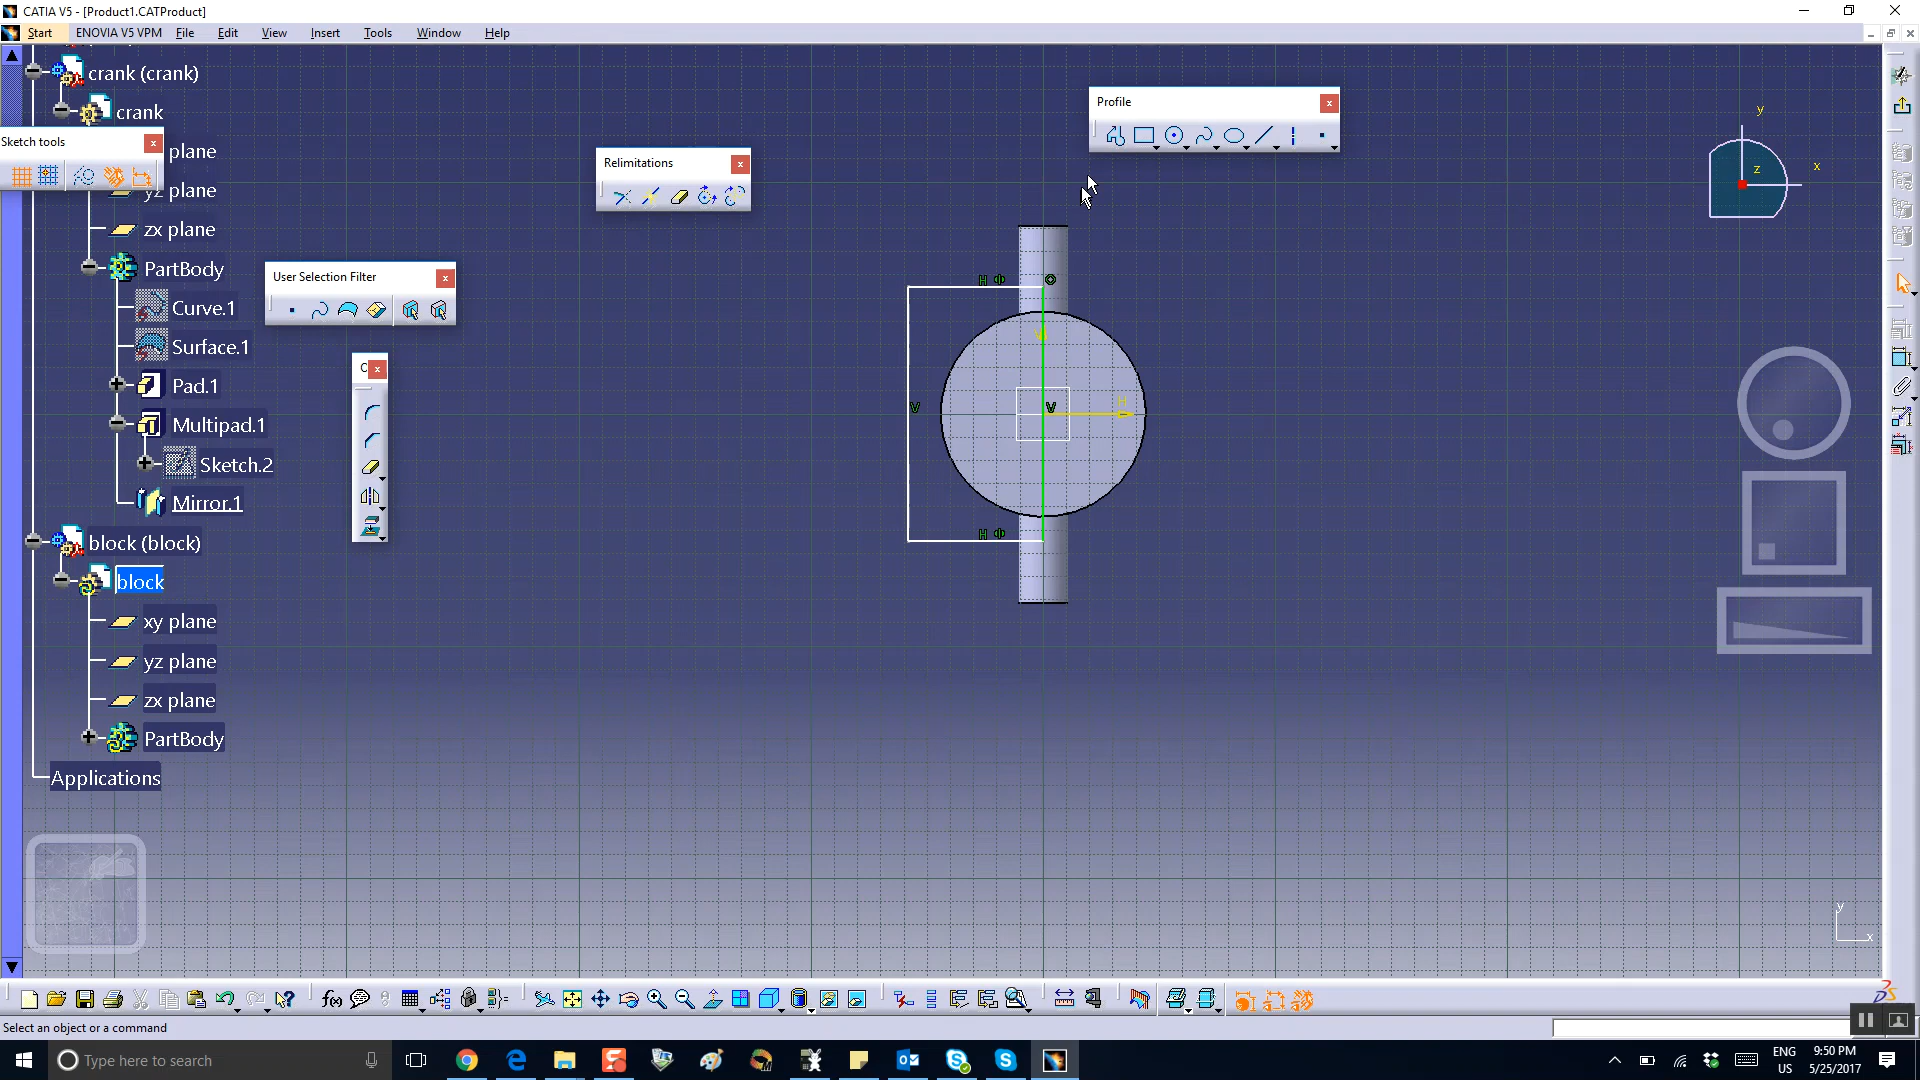 CATIA V5 - [Product1.CATProduct]
Start ENOVIA V5 VPM File Edit View Insert Tools Window Help
crank (crank)
crank
Sketch tools
plane
yz plane
zx plane
PartBody
Curve.1
Surface.1
Pad.1
Multipad.1
Sketch.2
Mirror.1
block (block)
block
xy plane
yz plane
zx plane
PartBody
Applications
User Selection Filter
C
Relimitations
Profile
H
V
V
H
H
y
x
z
y
x
f(x)
Select an object or a command
Type here to search
ENG
US
9:50 PM
5/25/2017